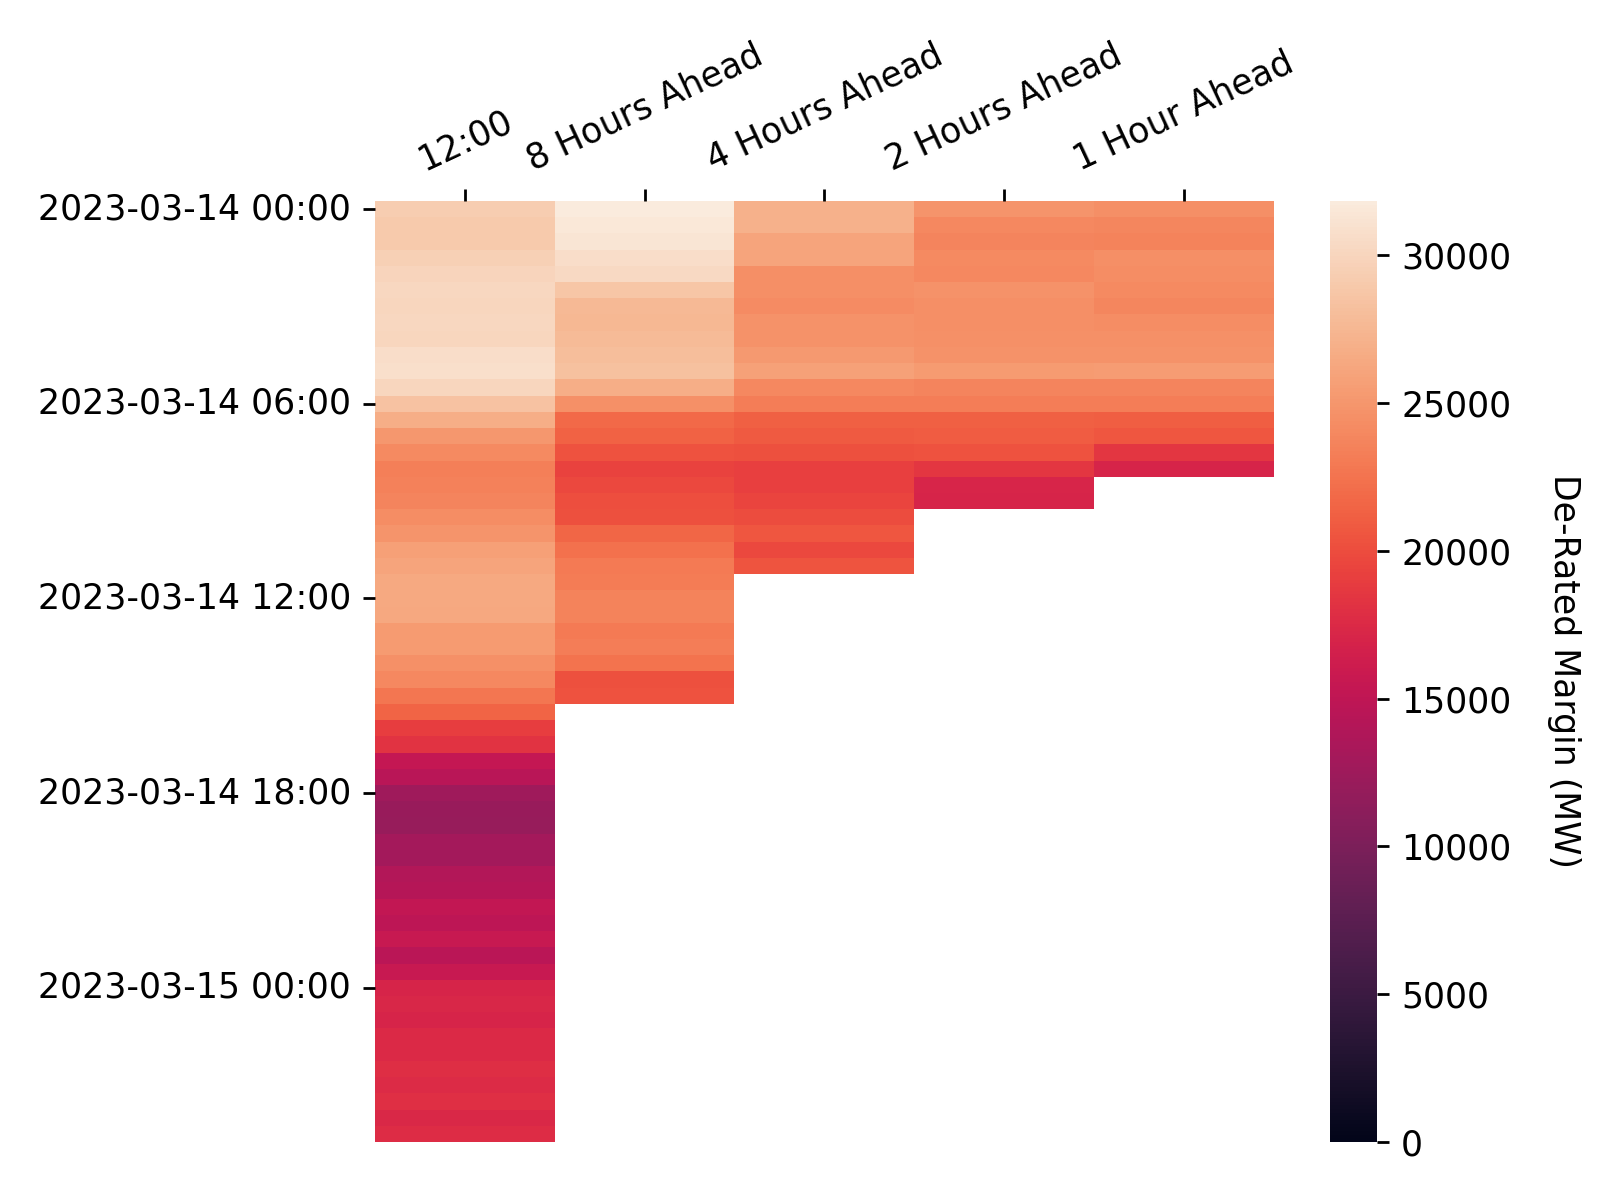 12:00
8 Hours Ahead
4 Hours Ahead
2 Hours Ahead
1 Hour Ahead
2023-03-14 00:00
2023-03-14 06:00
2023-03-14 12:00
2023-03-14 18:00
2023-03-15 00:00
30000
25000
20000
15000
10000
5000
0
De-Rated Margin (MW)